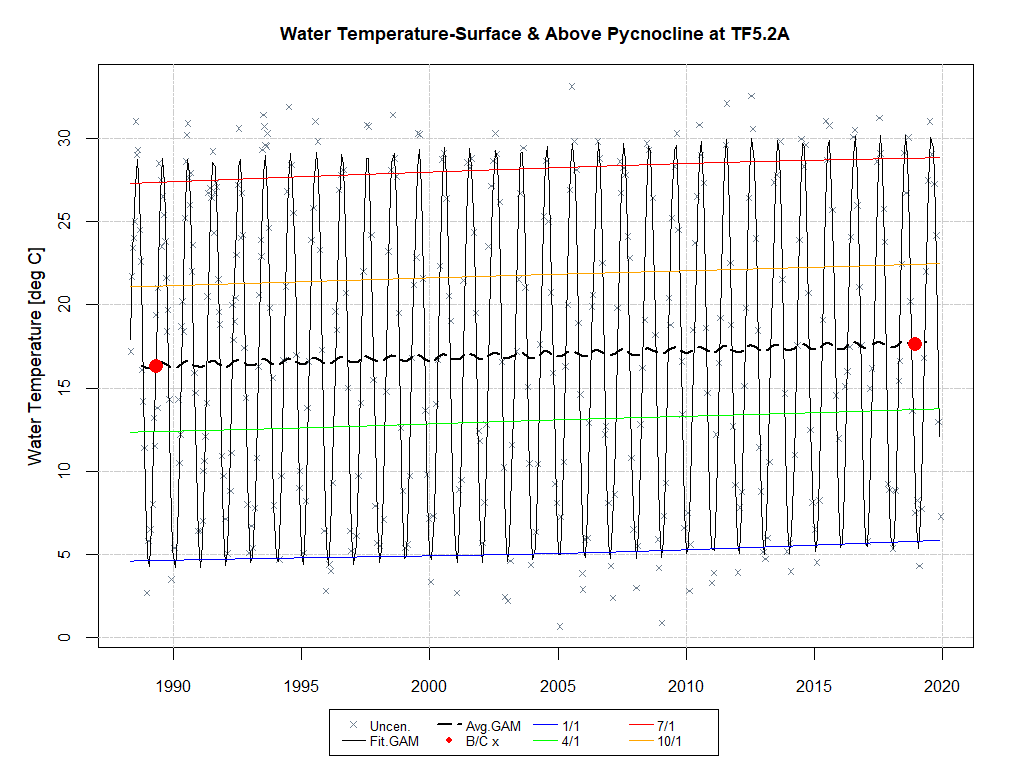 Water Temperature-Surface & Above Pycnocline at TF5.2A
Water Temperature [deg C]
30
25
20
15
10
5
0
1990 1995 2000 2005 2010 2015 2020
Uncen. Avg.GAM 1/1 7/1
Fit.GAM B/C x 4/1 10/1